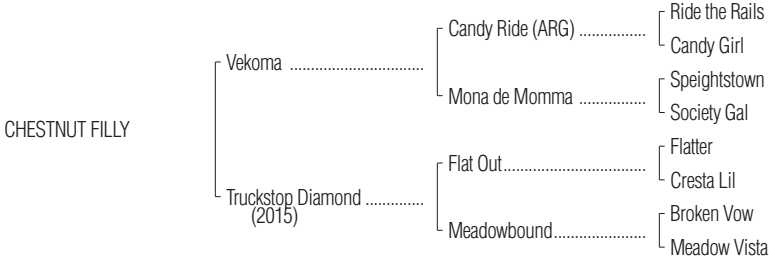 Ride the Rails
Candy Ride (ARG) ................
Candy Girl
Vekoma ................................
Speightstown
Mona de Momma ................
Society Gal
CHESTNUT FILLY
Flatter
Flat Out..................................
Cresta Lil
Truckstop Diamond ..............
(2015)
Broken Vow
Meadowbound......................
Meadow Vista